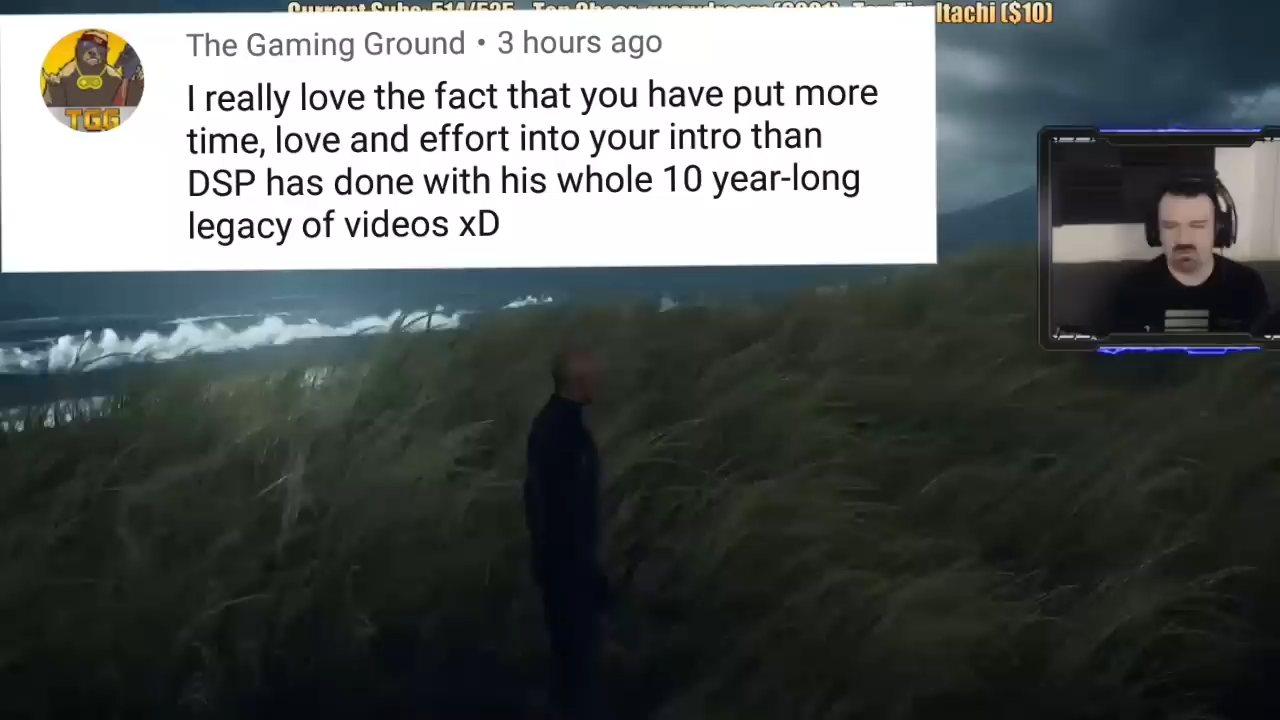 Itachi ($10)
The Gaming Ground • 3 hours ago
I really love the fact that you have put more
time, love and effort into your intro than
DSP has done with his whole 10 year-long
legacy of videos xD
TGG